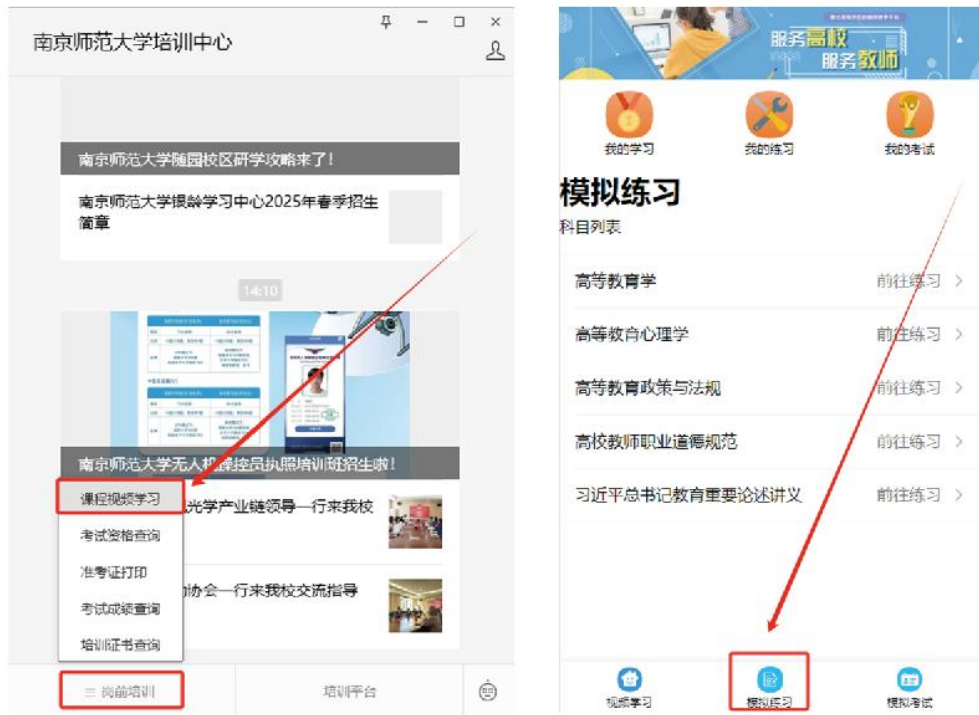 南京师范大学培训中心
南京师范大学随园校区研学攻略来了!
南京师范大学银龄学习中心2025年春季招生
简章
14:10
南京师范大学无人机操控员执照培训班招生啦!
课程视频学习
光学产业链领导一行来我校
考试资格查询
准考证打印
协会一行来我校交流指导
考试成绩查询
培训证书查询
岗前培训
培训平台
服务高校
服务教师
我的学习
我的练习
我的考试
模拟练习
科目列表
高等教育学
前往练习
高等教育心理学
前往练习
高等教育政策与法规
前往练习
高校教师职业道德规范
前往练习
习近平总书记教育重要论述讲义
前往练习
视频学习
模拟练习
模拟考试